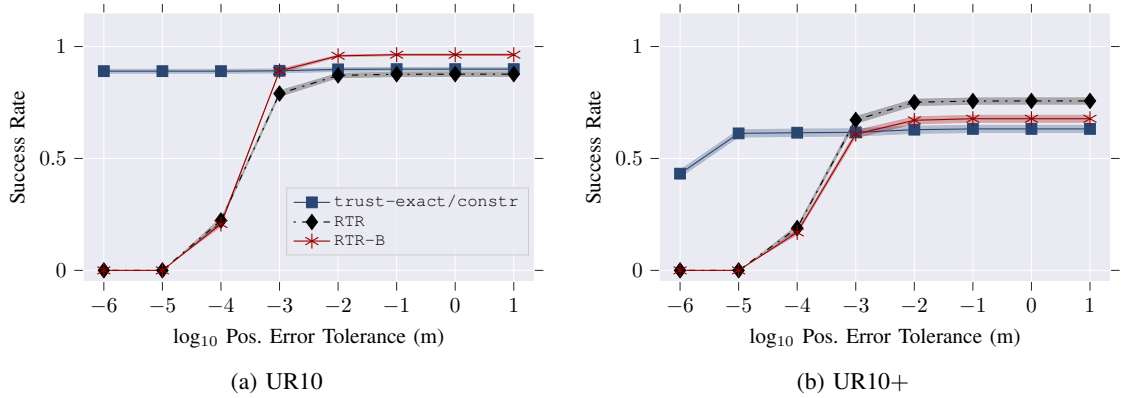 1
0.5
0
Success Rate
trust-exact/constr
RTR
RTR-B
−6 −5 −4 −3 −2 −1 0 1
log₁₀ Pos. Error Tolerance (m)
(a) UR10
1
0.5
0
Success Rate
−6 −5 −4 −3 −2 −1 0 1
log₁₀ Pos. Error Tolerance (m)
(b) UR10+